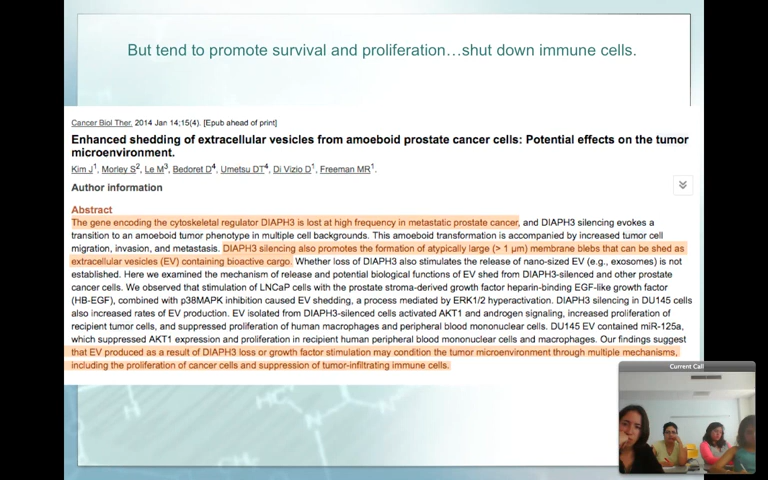 But tend to promote survival and proliferation…shut down immune cells.
Cancer Biol Ther. 2014 Jan 14;15(4). [Epub ahead of print]
Enhanced shedding of extracellular vesicles from amoeboid prostate cancer cells: Potential effects on the tumor
microenvironment.
Kim J1, Morley S2, Le M3, Bedoret D4, Umetsu DT4, Di Vizio D1, Freeman MR1.
Author information
Abstract
The gene encoding the cytoskeletal regulator DIAPH3 is lost at high frequency in metastatic prostate cancer, and DIAPH3 silencing evokes a
transition to an amoeboid tumor phenotype in multiple cell backgrounds. This amoeboid transformation is accompanied by increased tumor cell
migration, invasion, and metastasis. DIAPH3 silencing also promotes the formation of atypically large (> 1 μm) membrane blebs that can be shed as
extracellular vesicles (EV) containing bioactive cargo. Whether loss of DIAPH3 also stimulates the release of nano-sized EV (e.g., exosomes) is not
established. Here we examined the mechanism of release and potential biological functions of EV shed from DIAPH3-silenced and other prostate
cancer cells. We observed that stimulation of LNCaP cells with the prostate stroma-derived growth factor heparin-binding EGF-like growth factor
(HB-EGF), combined with p38MAPK inhibition caused EV shedding, a process mediated by ERK1/2 hyperactivation. DIAPH3 silencing in DU145 cells
also increased rates of EV production. EV isolated from DIAPH3-silenced cells activated AKT1 and androgen signaling, increased proliferation of
recipient tumor cells, and suppressed proliferation of human macrophages and peripheral blood mononuclear cells. DU145 EV contained miR-125a,
which suppressed AKT1 expression and proliferation in recipient human peripheral blood mononuclear cells and macrophages. Our findings suggest
that EV produced as a result of DIAPH3 loss or growth factor stimulation may condition the tumor microenvironment through multiple mechanisms,
including the proliferation of cancer cells and suppression of tumor-infiltrating immune cells.
Current Call
HC